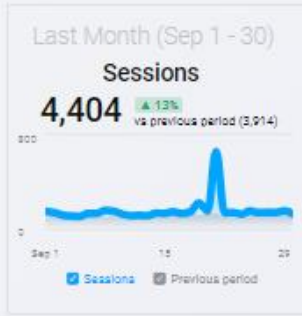 Last Month (Sep 1 - 30)
Sessions
4,404 ▲ 13%
vs previous period (3,914)
0
Sep 1 15 29
Sessions Previous period